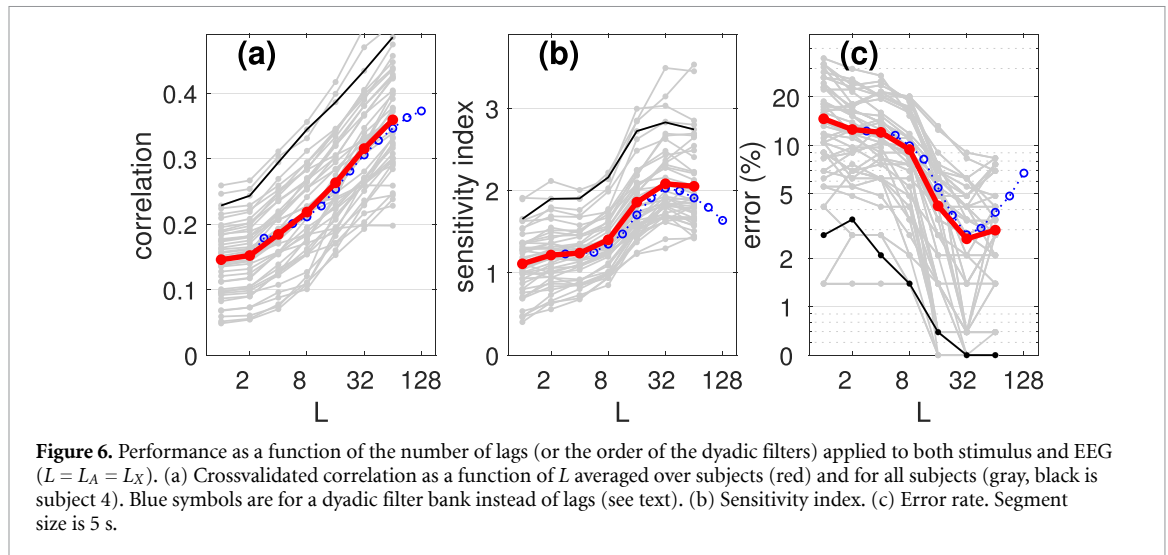 (a)
(b)
(c)
correlation
0.4
0.3
0.2
0.1
0
2
8
32
128
L
sensitivity index
3
2
1
0
2
8
32
128
L
error (%)
20
10
5
2
1
0
2
8
32
128
L
Figure 6. Performance as a function of the number of lags (or the order of the dyadic filters) applied to both stimulus and EEG
(L = L_A = L_X). (a) Crossvalidated correlation as a function of L averaged over subjects (red) and for all subjects (gray, black is
subject 4). Blue symbols are for a dyadic filter bank instead of lags (see text). (b) Sensitivity index. (c) Error rate. Segment
size is 5 s.